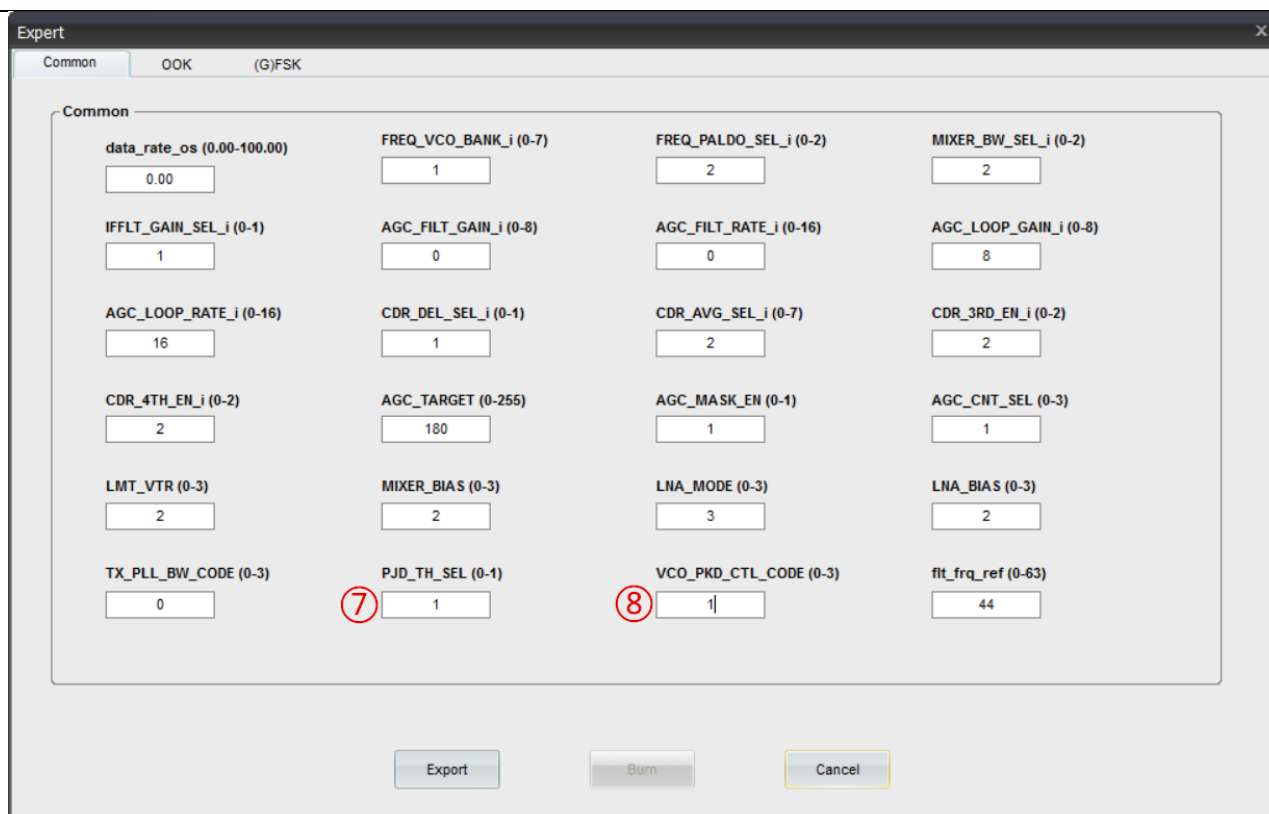 Expert x
Common OOK (G)FSK
Common
data_rate_os (0.00-100.00) FREQ_VCO_BANK_i (0-7) FREQ_PALDO_SEL_i (0-2) MIXER_BW_SEL_i (0-2)
0.00 1 2 2
IFFLT_GAIN_SEL_i (0-1) AGC_FILT_GAIN_i (0-8) AGC_FILT_RATE_i (0-16) AGC_LOOP_GAIN_i (0-8)
1 0 0 8
AGC_LOOP_RATE_i (0-16) CDR_DEL_SEL_i (0-1) CDR_AVG_SEL_i (0-7) CDR_3RD_EN_i (0-2)
16 1 2 2
CDR_4TH_EN_i (0-2) AGC_TARGET (0-255) AGC_MASK_EN (0-1) AGC_CNT_SEL (0-3)
2 180 1 1
LMT_VTR (0-3) MIXER_BIAS (0-3) LNA_MODE (0-3) LNA_BIAS (0-3)
2 2 3 2
TX_PLL_BW_CODE (0-3) PJD_TH_SEL (0-1) VCO_PKD_CTL_CODE (0-3) flt_frq_ref (0-63)
0 ⑦ 1 ⑧ 1 44
Export Burn Cancel